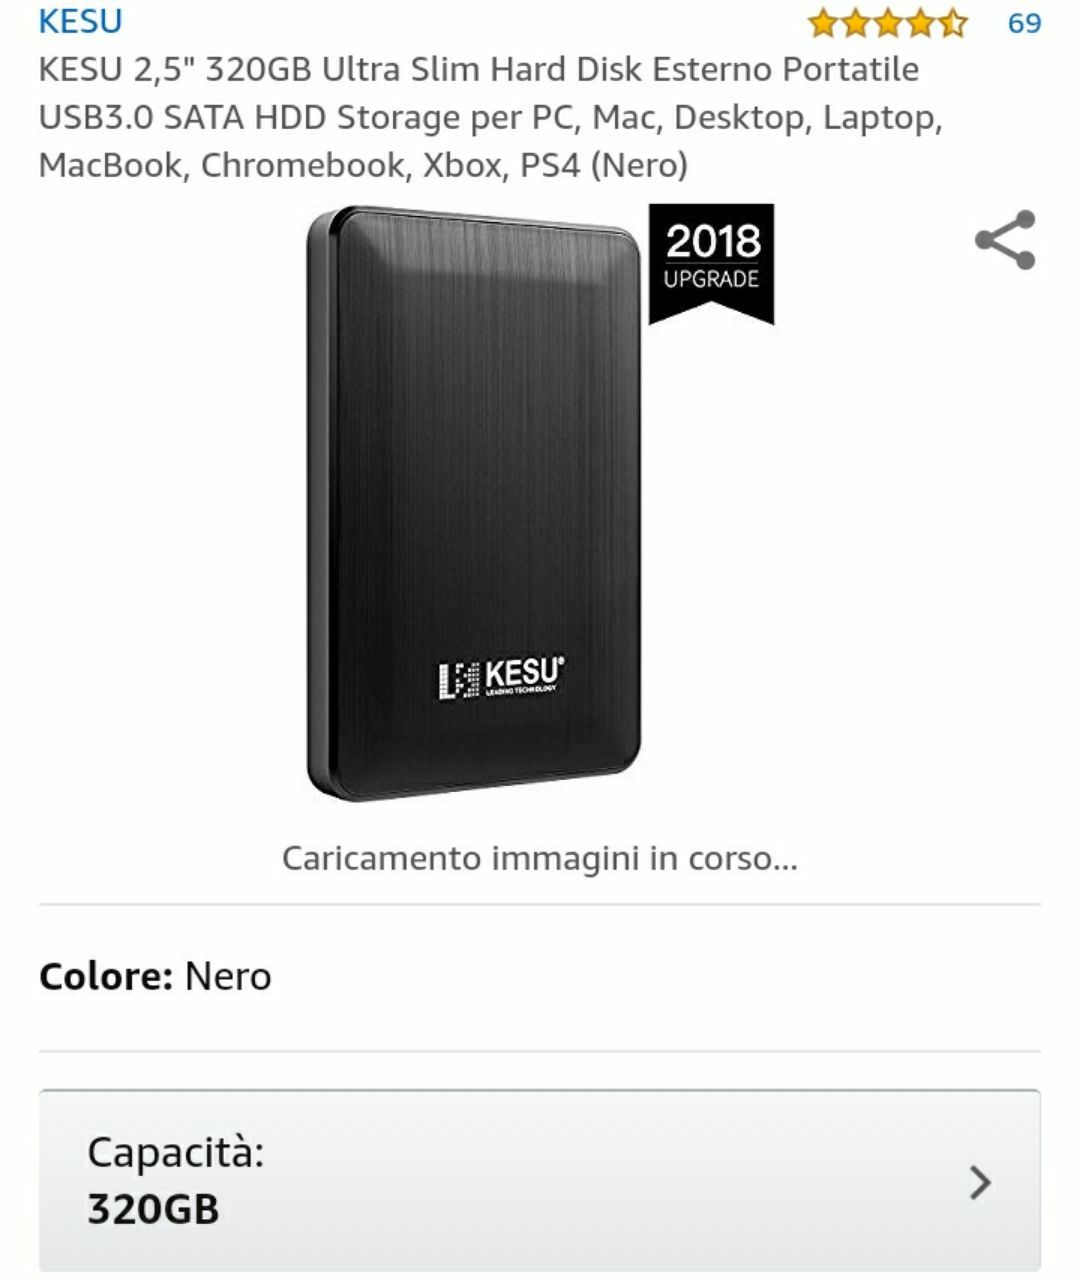 KESU
69
KESU 2,5" 320GB Ultra Slim Hard Disk Esterno Portatile
USB3.0 SATA HDD Storage per PC, Mac, Desktop, Laptop,
MacBook, Chromebook, Xbox, PS4 (Nero)
2018
UPGRADE
KESU®
LEADING TECHNOLOGY
Caricamento immagini in corso...
Colore: Nero
Capacità:
320GB